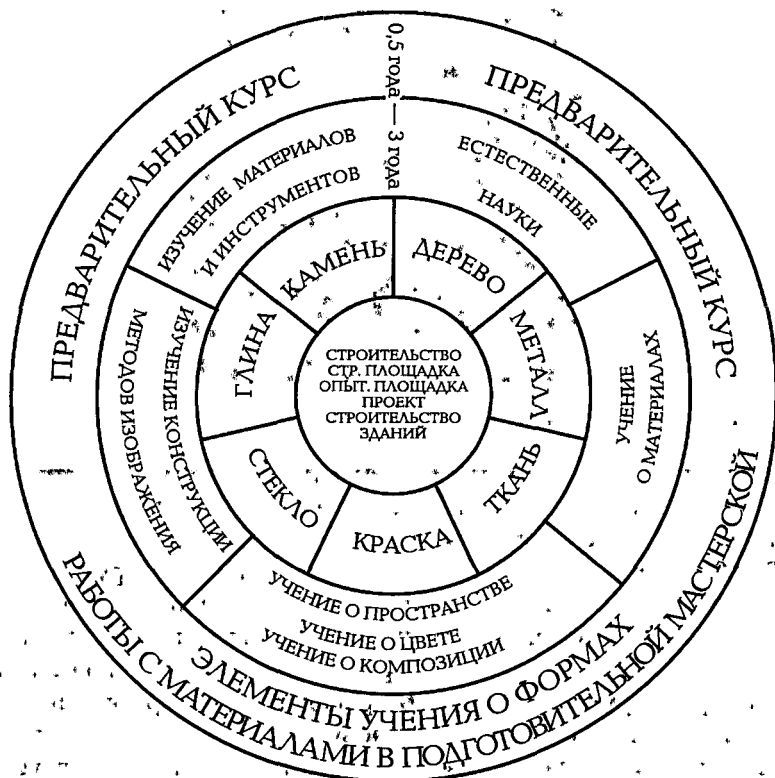 ПРЕДВАРИТЕЛЬНЫЙ КУРС
0,5 года — 3 года
ПРЕДВАРИТЕЛЬНЫЙ КУРС
ИЗУЧЕНИЕ МАТЕРИАЛОВ
И ИНСТРУМЕНТОВ
ЕСТЕСТВЕННЫЕ
НАУКИ
КАМЕНЬ
ДЕРЕВО
ГЛИНА
МЕТАЛЛ
СТРОИТЕЛЬСТВО
СТР. ПЛОЩАДКА
ОПЫТ. ПЛОЩАДКА
ПРОЕКТ
СТРОИТЕЛЬСТВО
ЗДАНИЙ
ИЗУЧЕНИЕ КОНСТРУКЦИИ
МЕТОДОВ ИЗОБРАЖЕНИЯ
УЧЕНИЕ
О МАТЕРИАЛАХ
СТЕКЛО
КРАСКА
ТКАНЬ
УЧЕНИЕ О ПРОСТРАНСТВЕ
УЧЕНИЕ О ЦВЕТЕ
УЧЕНИЕ О КОМПОЗИЦИИ
ЭЛЕМЕНТЫ УЧЕНИЯ О ФОРМАХ
РАБОТЫ С МАТЕРИАЛАМИ В ПОДГОТОВИТЕЛЬНОЙ МАСТЕРСКОЙ